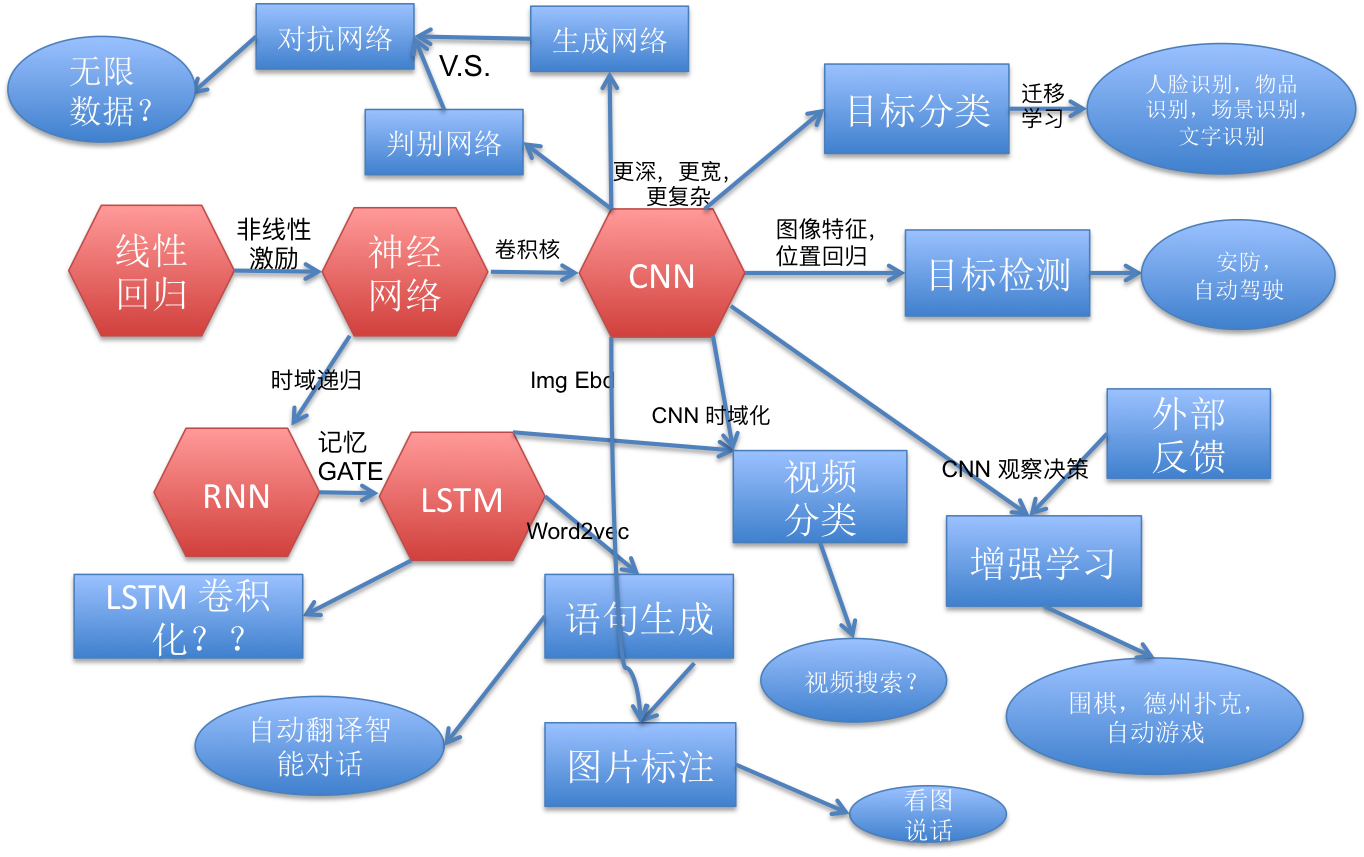 对抗网络
生成网络
V.S.
无限
数据？
判别网络
目标分类
迁移
学习
人脸识别，物品
识别，场景识别，
文字识别
更深，更宽，
更复杂
线性
回归
非线性
激励
神经
网络
卷积核
CNN
图像特征，
位置回归
目标检测
安防，
自动驾驶
时域递归
Img Ebd
CNN 时域化
外部
反馈
CNN 观察决策
RNN
记忆
GATE
LSTM
Word2vec
视频
分类
增强学习
LSTM 卷积
化？？
语句生成
视频搜索？
围棋，德州扑克，
自动游戏
自动翻译智
能对话
图片标注
看图
说话